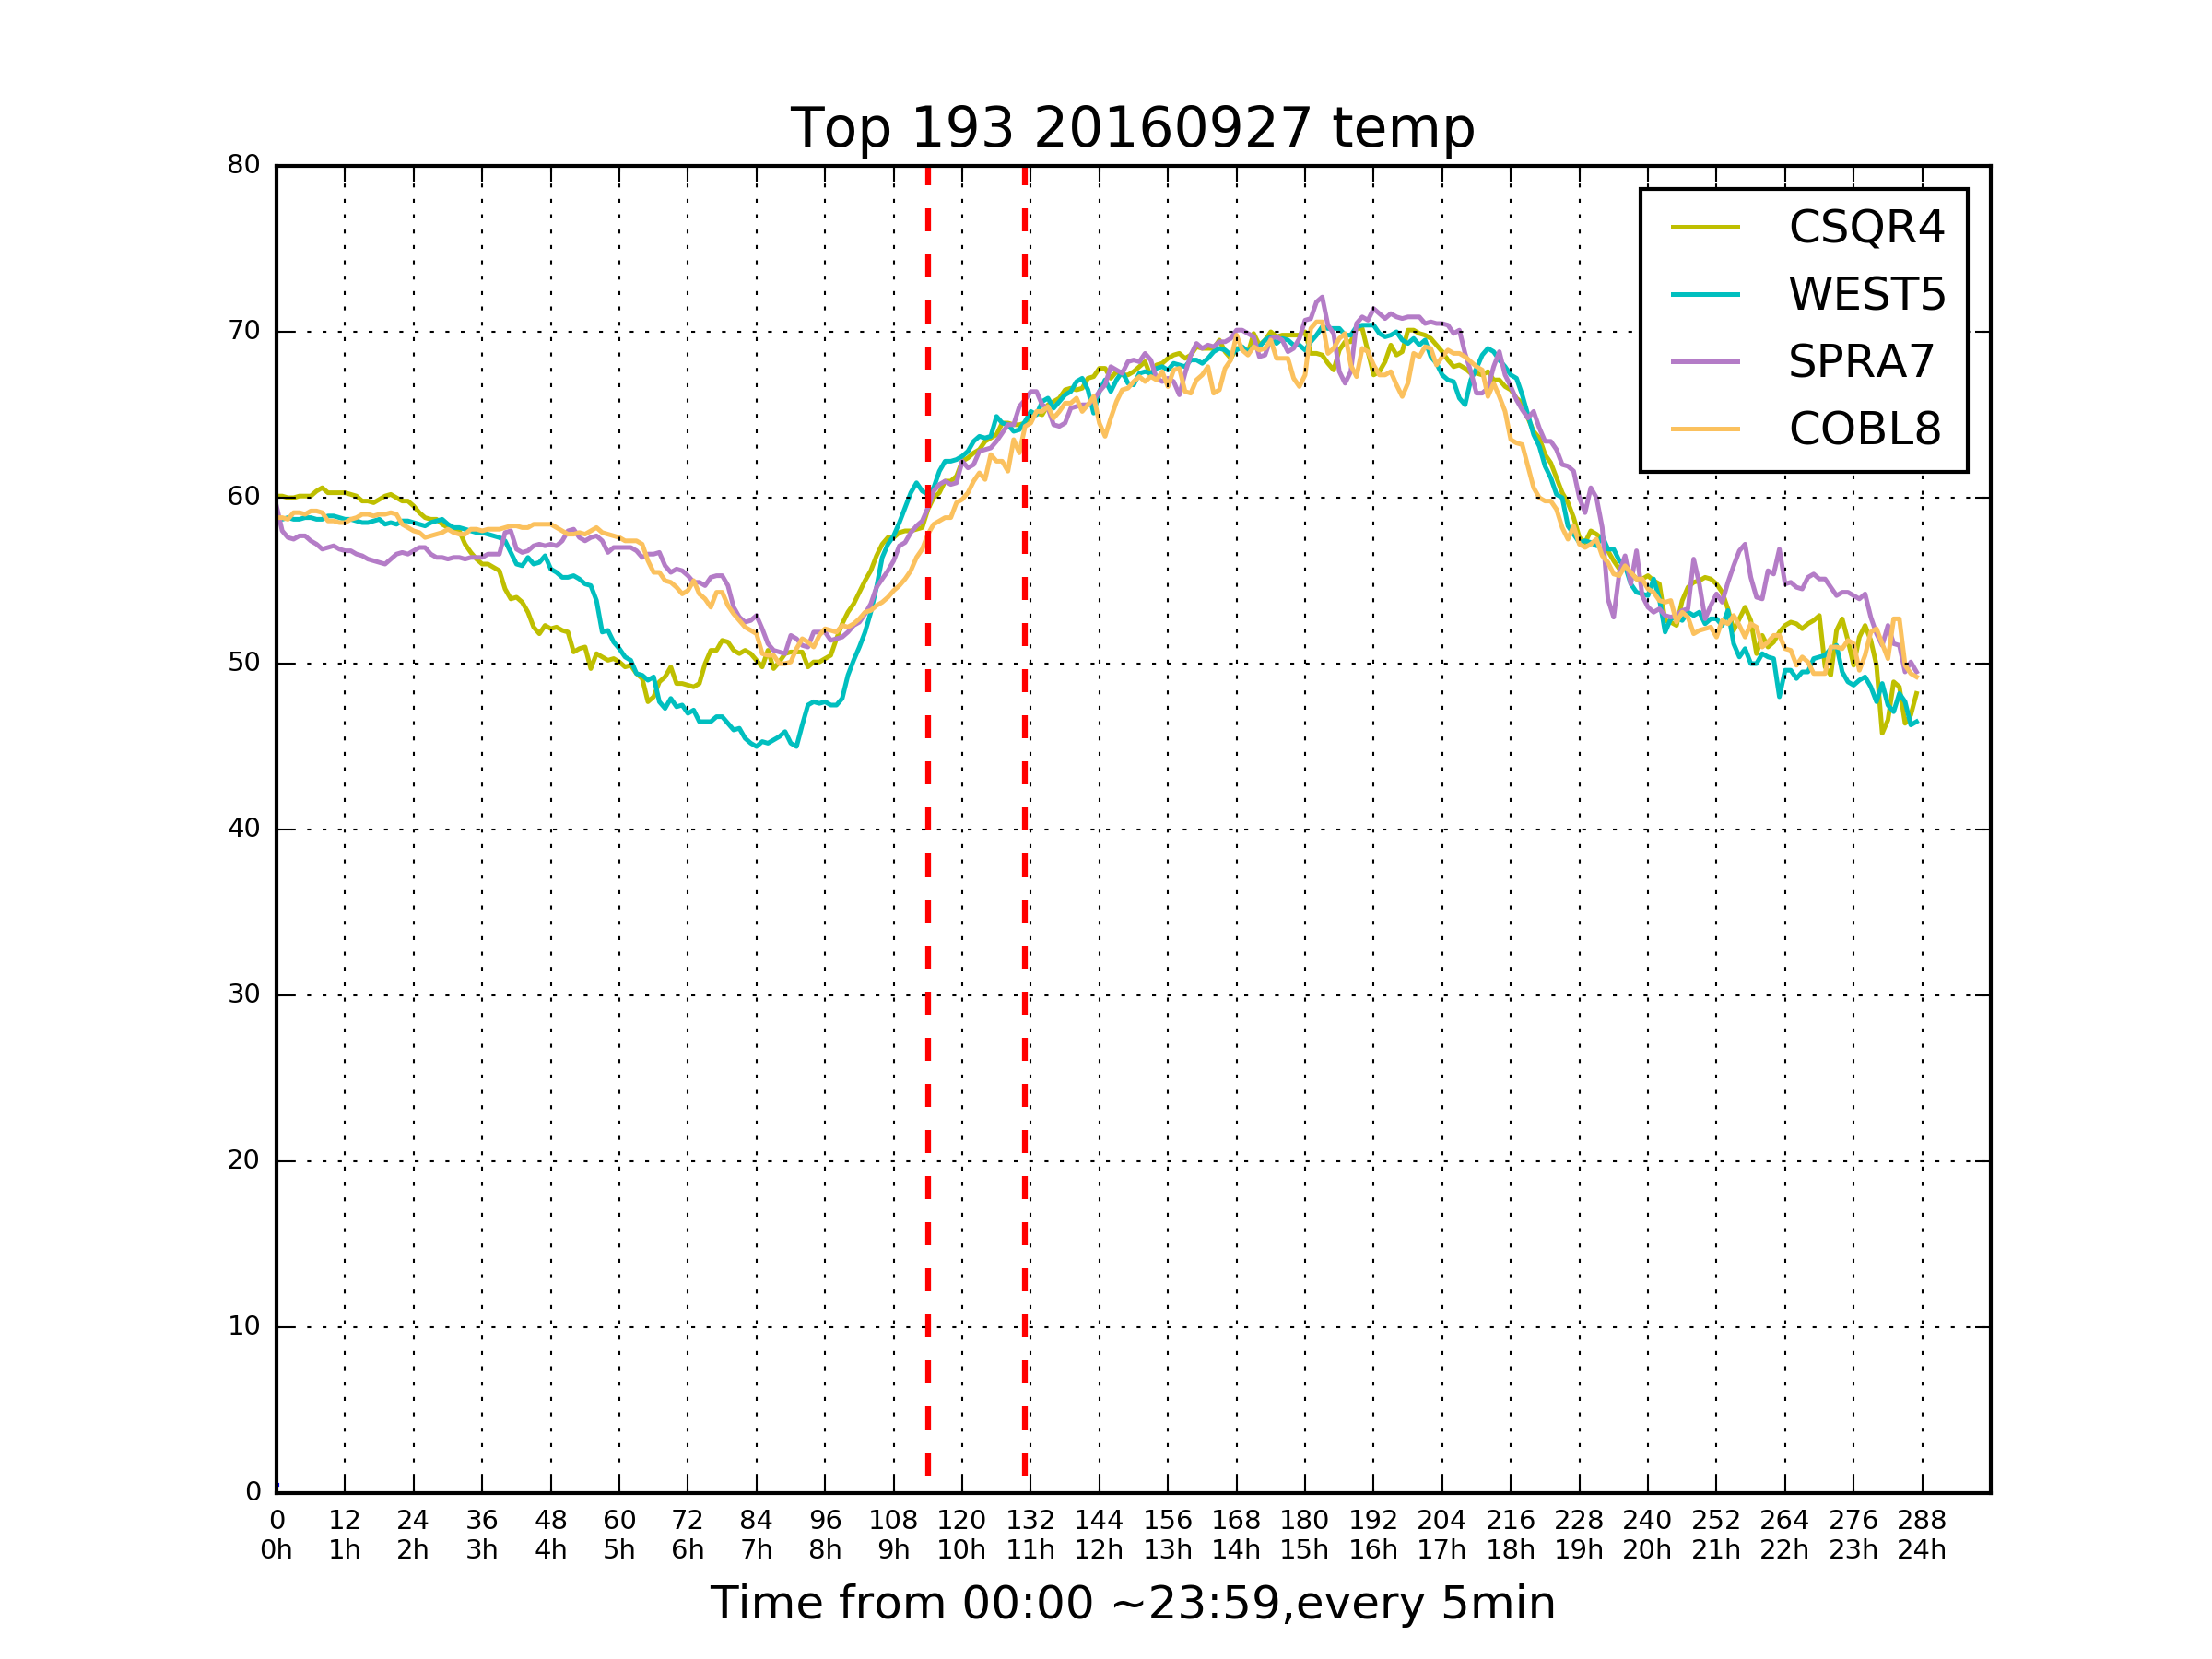 Top 193 20160927 temp
80
70
60
50
40
30
20
10
0
CSQR4
WEST5
SPRA7
COBL8
0 12 24 36 48 60 72 84 96 108 120 132 144 156 168 180 192 204 216 228 240 252 264 276 288
0h 1h 2h 3h 4h 5h 6h 7h 8h 9h 10h 11h 12h 13h 14h 15h 16h 17h 18h 19h 20h 21h 22h 23h 24h
Time from 00:00 ~23:59,every 5min